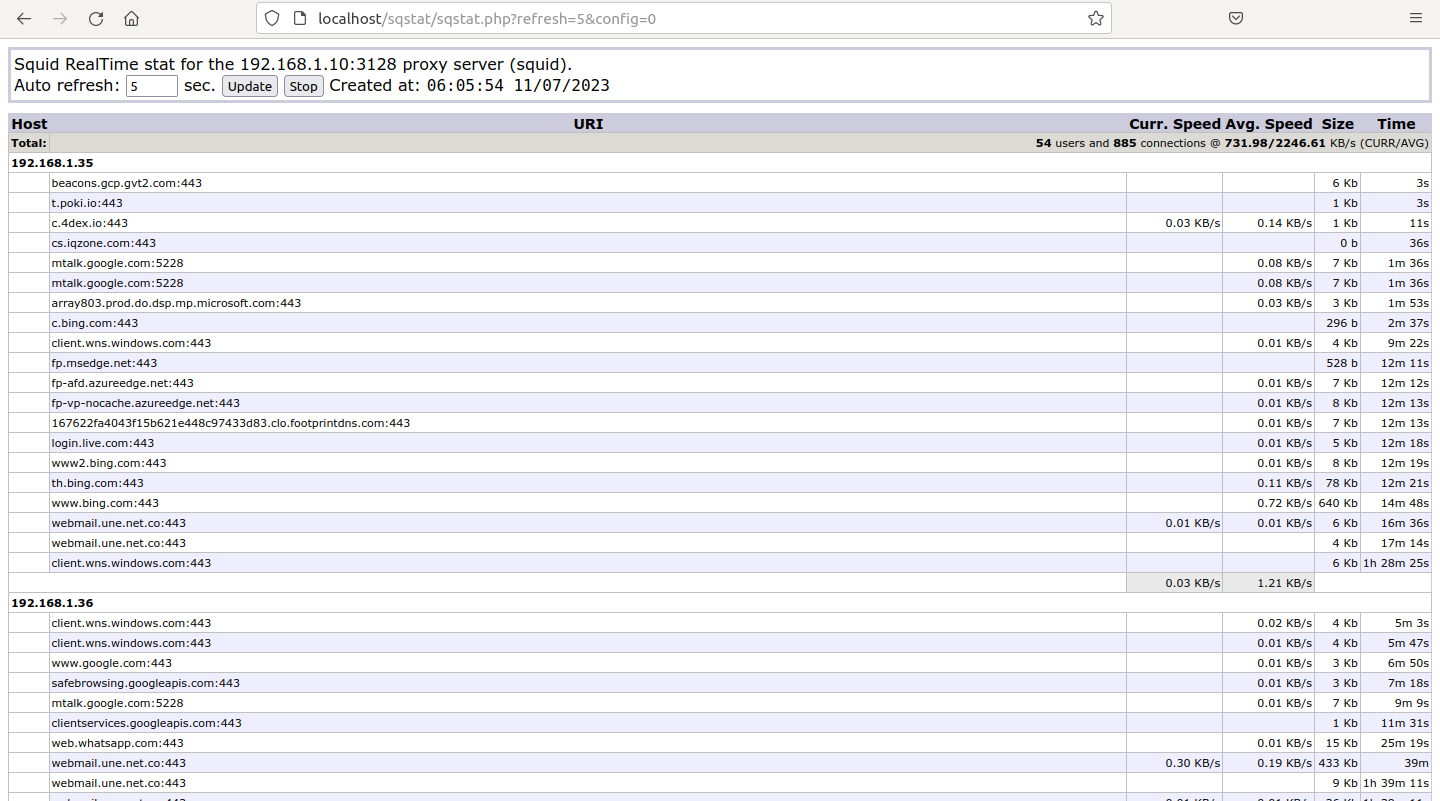 localhost/sqstat/sqstat.php?refresh=5&config=0
Squid RealTime stat for the 192.168.1.10:3128 proxy server (squid).
Auto refresh: 5 sec. Update Stop Created at: 06:05:54 11/07/2023
Host URI Curr. Speed Avg. Speed Size Time
Total: 54 users and 885 connections @ 731.98/2246.61 KB/s (CURR/AVG)
192.168.1.35
beacons.gcp.gvt2.com:443 6 Kb 3s
t.poki.io:443 1 Kb 3s
c.4dex.io:443 0.03 KB/s 0.14 KB/s 1 Kb 11s
cs.iqzone.com:443 0 b 36s
mtalk.google.com:5228 0.08 KB/s 7 Kb 1m 36s
mtalk.google.com:5228 0.08 KB/s 7 Kb 1m 36s
array803.prod.do.dsp.mp.microsoft.com:443 0.03 KB/s 3 Kb 1m 53s
c.bing.com:443 296 b 2m 37s
client.wns.windows.com:443 0.01 KB/s 4 Kb 9m 22s
fp.msedge.net:443 528 b 12m 11s
fp-afd.azureedge.net:443 0.01 KB/s 7 Kb 12m 12s
fp-vp-nocache.azureedge.net:443 0.01 KB/s 8 Kb 12m 13s
167622fa4043f15b621e448c97433d83.clo.footprintdns.com:443 0.01 KB/s 7 Kb 12m 13s
login.live.com:443 0.01 KB/s 5 Kb 12m 18s
www2.bing.com:443 0.01 KB/s 8 Kb 12m 19s
th.bing.com:443 0.11 KB/s 78 Kb 12m 21s
www.bing.com:443 0.72 KB/s 640 Kb 14m 48s
webmail.une.net.co:443 0.01 KB/s 0.01 KB/s 6 Kb 16m 36s
webmail.une.net.co:443 4 Kb 17m 14s
client.wns.windows.com:443 6 Kb 1h 28m 25s
0.03 KB/s 1.21 KB/s
192.168.1.36
client.wns.windows.com:443 0.02 KB/s 4 Kb 5m 3s
client.wns.windows.com:443 0.01 KB/s 4 Kb 5m 47s
www.google.com:443 0.01 KB/s 3 Kb 6m 50s
safebrowsing.googleapis.com:443 0.01 KB/s 3 Kb 7m 18s
mtalk.google.com:5228 0.01 KB/s 7 Kb 9m 9s
clientservices.googleapis.com:443 1 Kb 11m 31s
web.whatsapp.com:443 0.01 KB/s 15 Kb 25m 19s
webmail.une.net.co:443 0.30 KB/s 0.19 KB/s 433 Kb 39m
webmail.une.net.co:443 9 Kb 1h 39m 11s